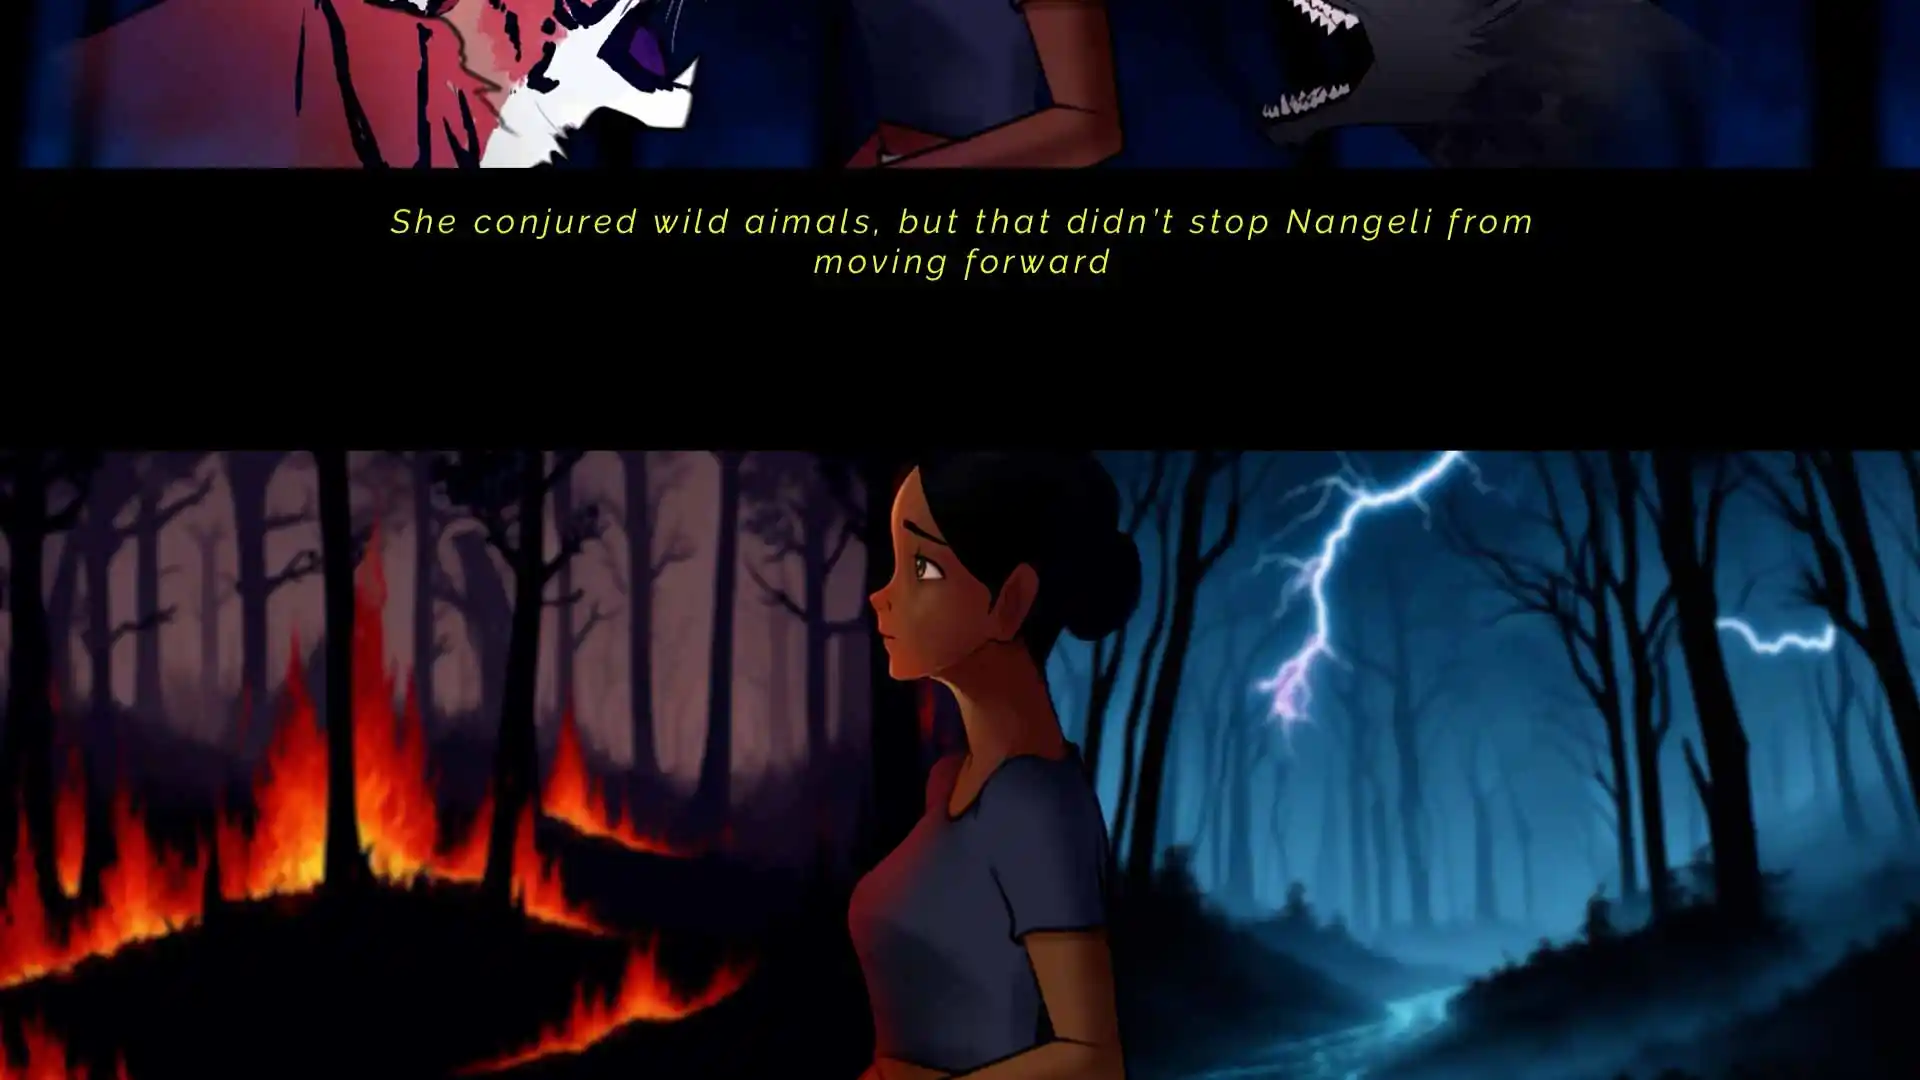 She conjured wild aimals, but that didn’t stop Nangeli from
moving forward